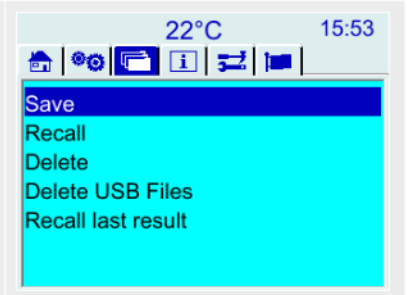 22°C 15:53
i
Save
Recall
Delete
Delete USB Files
Recall last result